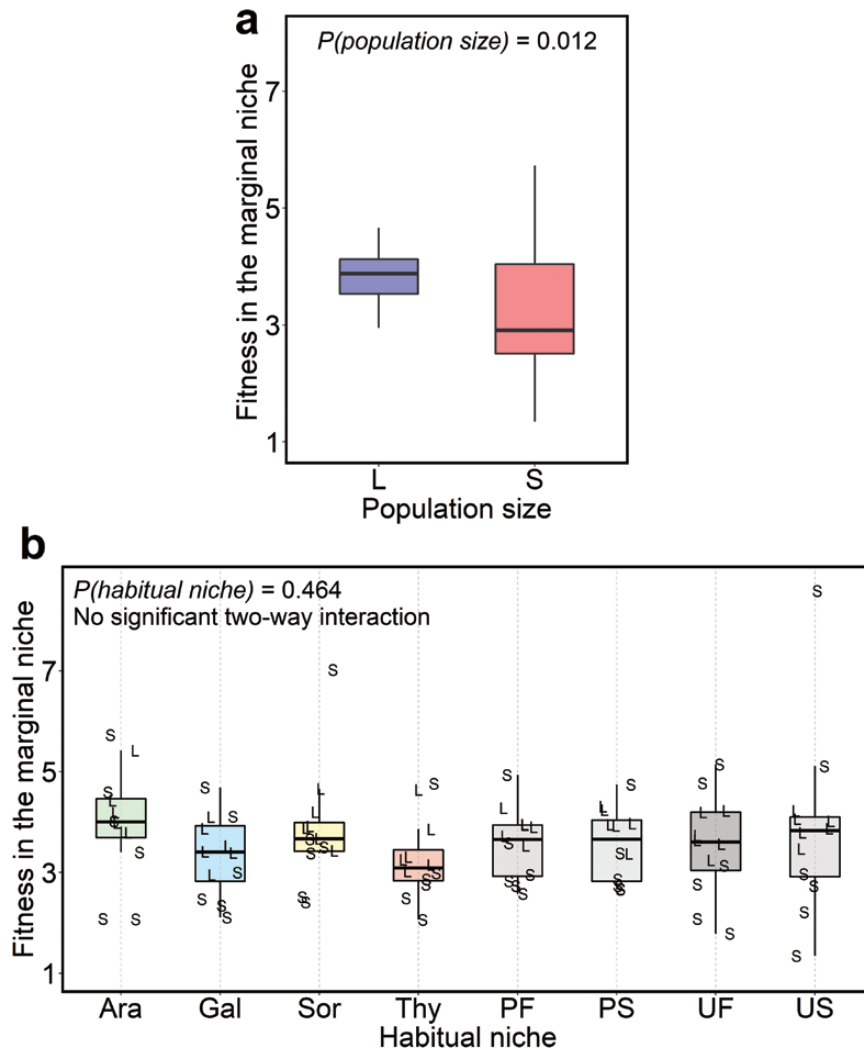 a
P(population size) = 0.012
Fitness in the marginal niche
7
5
3
1
L S
Population size
b
P(habitual niche) = 0.464
No significant two-way interaction
Fitness in the marginal niche
7
5
3
1
Ara Gal Sor Thy PF PS UF US
Habitual niche